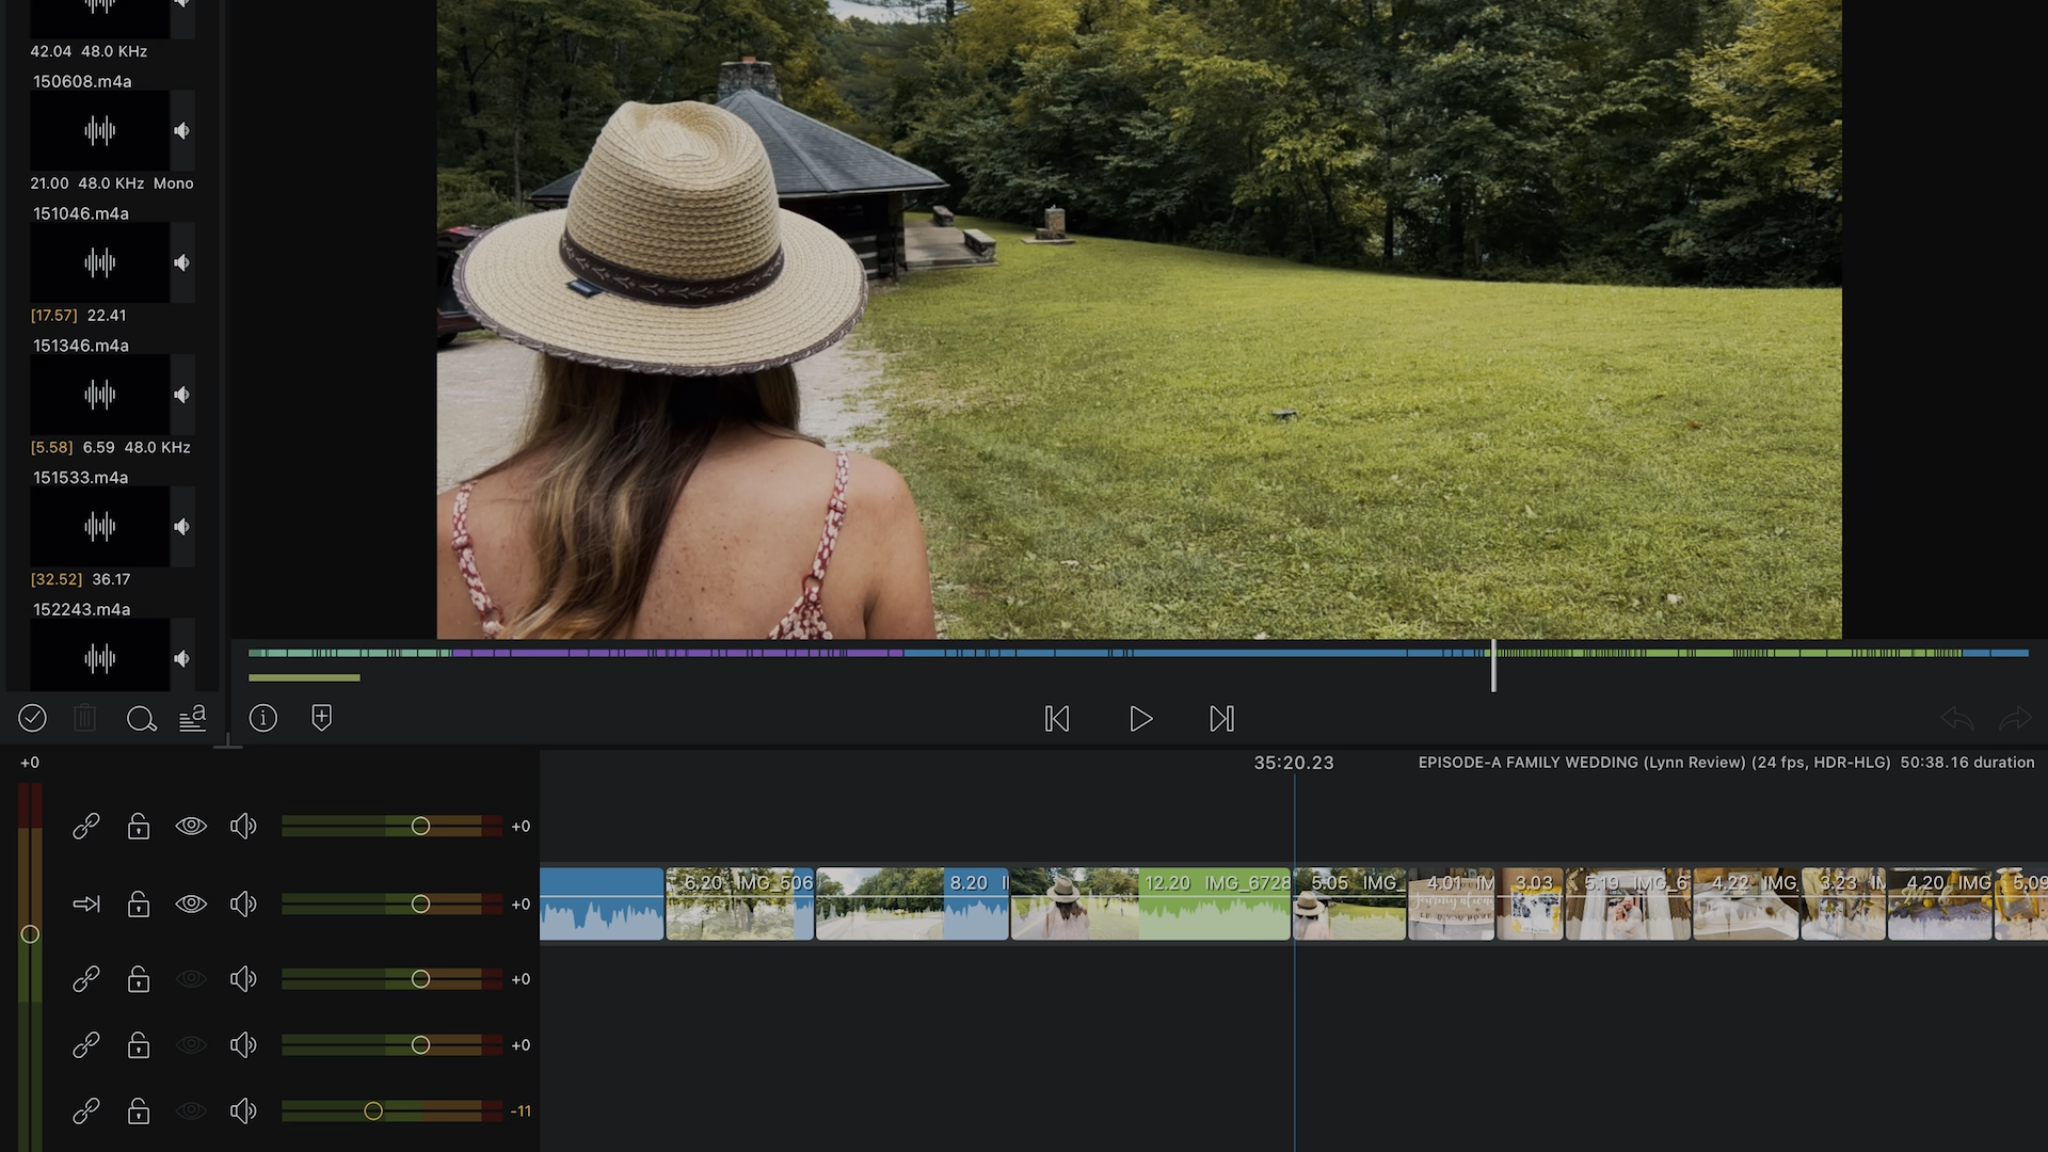 42.04 48.0 KHz
150608.m4a
21.00 48.0 KHz Mono
151046.m4a
[17.57] 22.41
151346.m4a
[5.58] 6.59 48.0 KHz
151533.m4a
[32.52] 36.17
152243.m4a
+0
35:20.23
EPISODE-A FAMILY WEDDING (Lynn Review) (24 fps, HDR-HLG) 50:38.16 duration
+0
6.20 IMG_506
8.20
12.20 IMG_6728
5.05 IMG_
4.01 IM
3.03
5.19 IMG_6
4.22 IMG
3.23
4.20 IMG
5.09
+0
+0
+0
-11